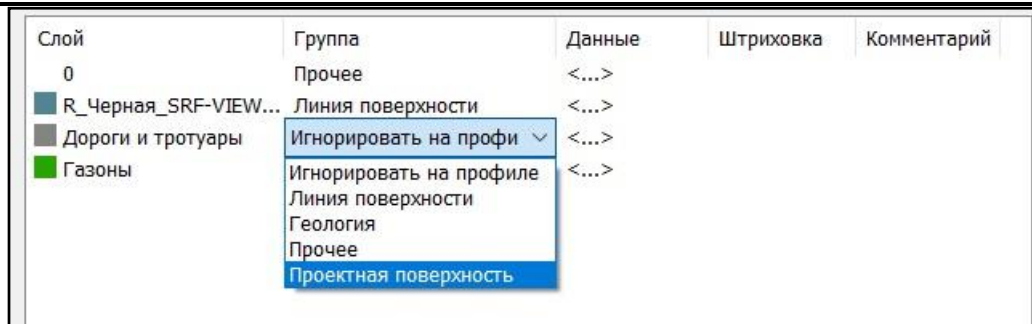 Слой Группа Данные Штриховка Комментарий
0 Прочее <...>
R_Черная_SRF-VIEW... Линия поверхности <...>
Дороги и тротуары Игнорировать на профи <...>
Газоны <...>
Игнорировать на профиле
Линия поверхности
Геология
Прочее
Проектная поверхность